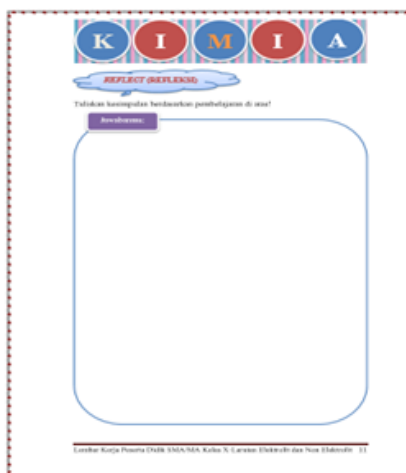 K I M I A
REFLECT (REFLEKSI)
Tuliskan kesimpulan berdasarkan pembelajaran di atas!
Jawabanmu:
Lembar Kerja Peserta Didik SMA/MA Kelas X: Larutan Elektrolit dan Non Elektrolit 11